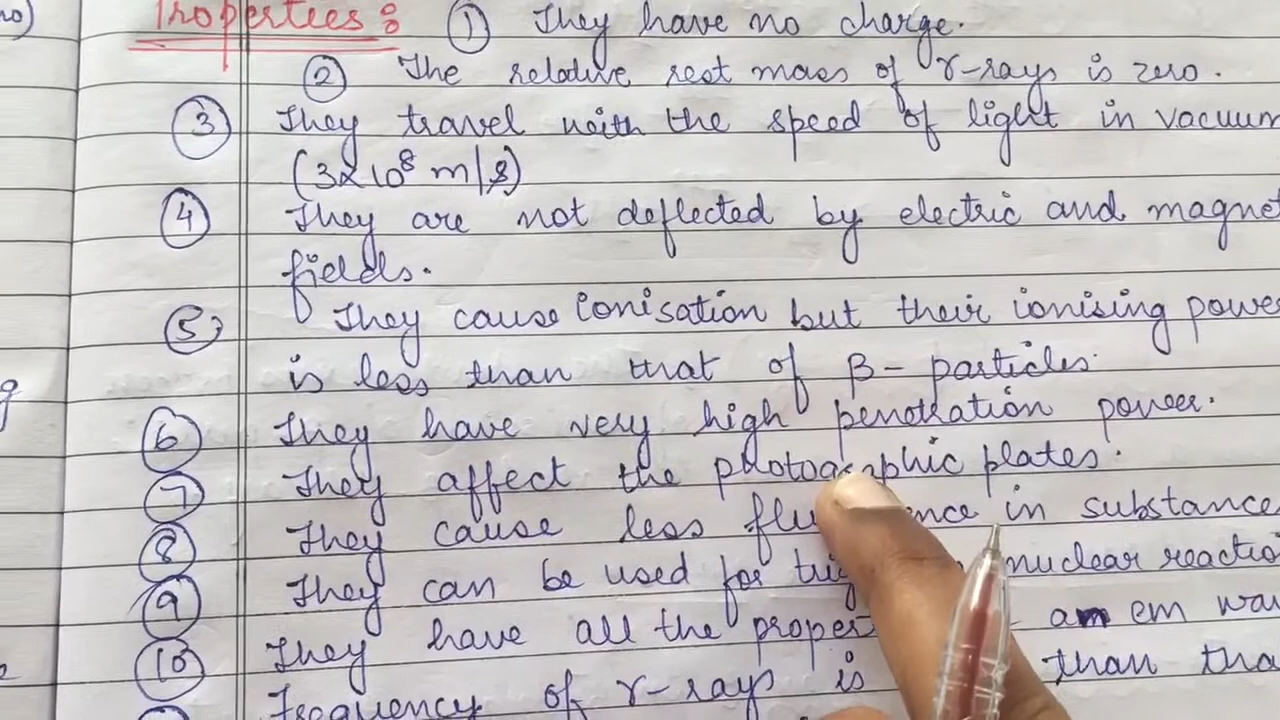 Properties: ① They have no charge.
② The relative rest mass of γ-rays is zero.
③ They travel with the speed of light in vacuum
(3x10⁸ m/s)
④ They are not deflected by electric and magnet
fields.
⑤ They cause ionisation but their ionising powe
is less than that of β- particles.
⑥ They have very high penetration power.
⑦ They affect the photographic plates.
⑧ They cause less in substance
⑨ They can be used for nuclear reactio
⑩ They have all the em wa
Frequency of γ-rays is than tha